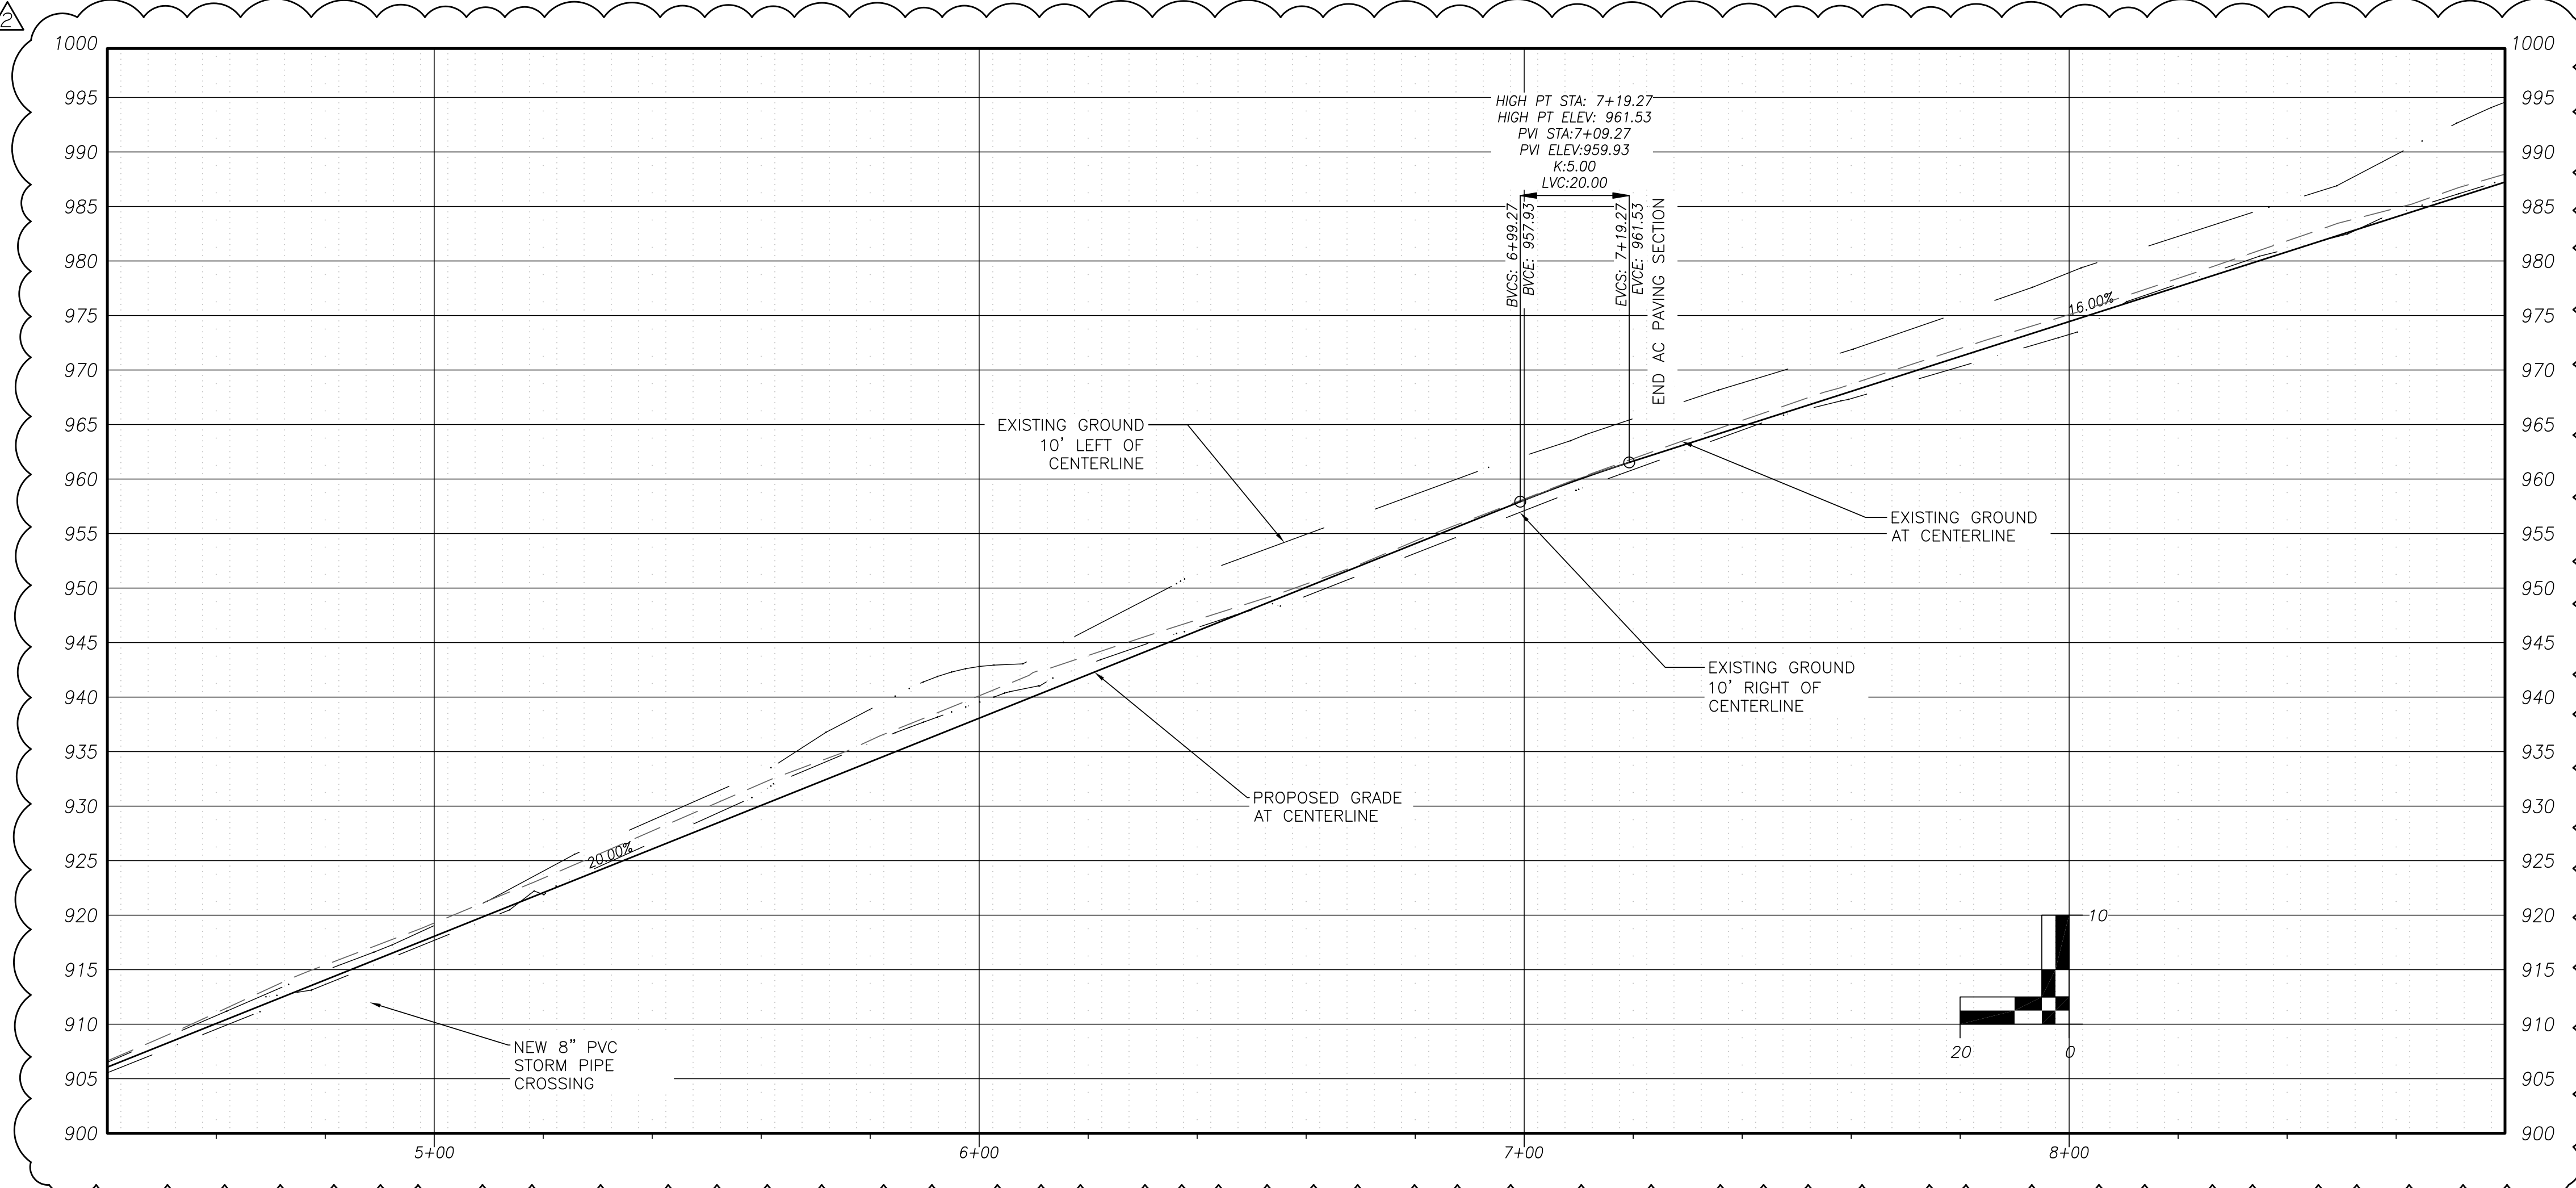 2
1000
995
990
985
980
975
970
965
960
955
950
945
940
935
930
925
920
915
910
905
900
HIGH PT STA: 7+19.27
HIGH PT ELEV: 961.53
PVI STA:7+09.27
PVI ELEV:959.93
K:5.00
LVC:20.00
BVCS: 6+99.27
BVCE: 957.93
EVCS: 7+19.27
EVCE: 961.53
END AC PAVING SECTION
16.00%
EXISTING GROUND
10' LEFT OF
CENTERLINE
EXISTING GROUND
AT CENTERLINE
EXISTING GROUND
10' RIGHT OF
CENTERLINE
PROPOSED GRADE
AT CENTERLINE
20.00%
NEW 8" PVC
STORM PIPE
CROSSING
10
20
0
5+00
6+00
7+00
8+00
1000
995
990
985
980
975
970
965
960
955
950
945
940
935
930
925
920
915
910
905
900